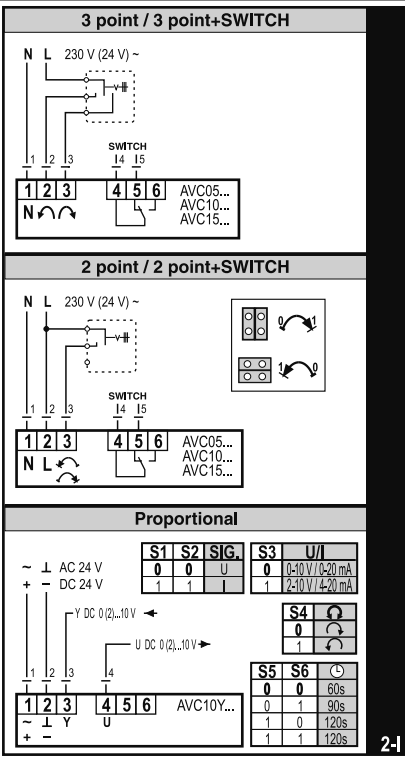 3 point / 3 point+SWITCH
N L 230 V (24 V) ~
SWITCH
1 2 3 4 5
1 2 3 4 5 6 AVC05...
AVC10...
N AVC15...
2 point / 2 point+SWITCH
N L 230 V (24 V) ~
0 1
1 0
SWITCH
1 2 3 4 5
1 2 3 4 5 6 AVC05...
N L AVC10...
AVC15...
Proportional
~ ⊥ AC 24 V
+ − DC 24 V
S1 S2 SIG.
0 0 U
1 1 I
S3 U/I
0 0-10 V / 0-20 mA
1 2-10 V / 4-20 mA
Y DC 0 (2)...10 V
U DC 0 (2)...10 V
S4
0
1
1 2 3 4
1 2 3 4 5 6 AVC10Y...
~ ⊥ Y U
+ −
S5 S6
0 0 60s
0 1 90s
1 0 120s
1 1 120s
2-I